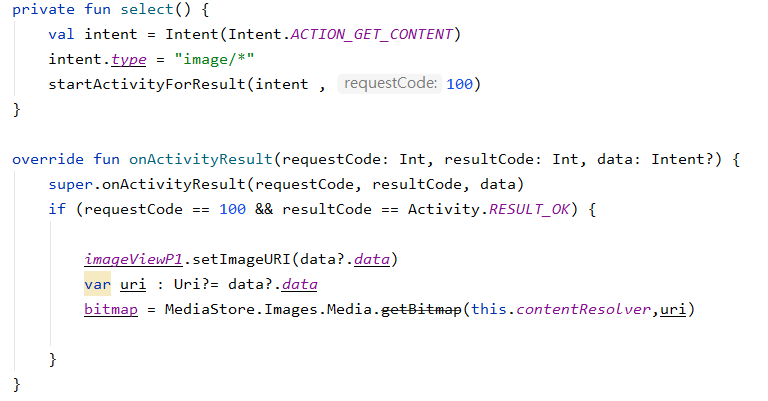 private fun select() {
    val intent = Intent(Intent.ACTION_GET_CONTENT)
    intent.type = "image/*"
    startActivityForResult(intent , requestCode: 100)
}
override fun onActivityResult(requestCode: Int, resultCode: Int, data: Intent?) {
    super.onActivityResult(requestCode, resultCode, data)
    if (requestCode == 100 && resultCode == Activity.RESULT_OK) {
        imageViewP1.setImageURI(data?.data)
        var uri : Uri?= data?.data
        bitmap = MediaStore.Images.Media.getBitmap(this.contentResolver,uri)
    }
}